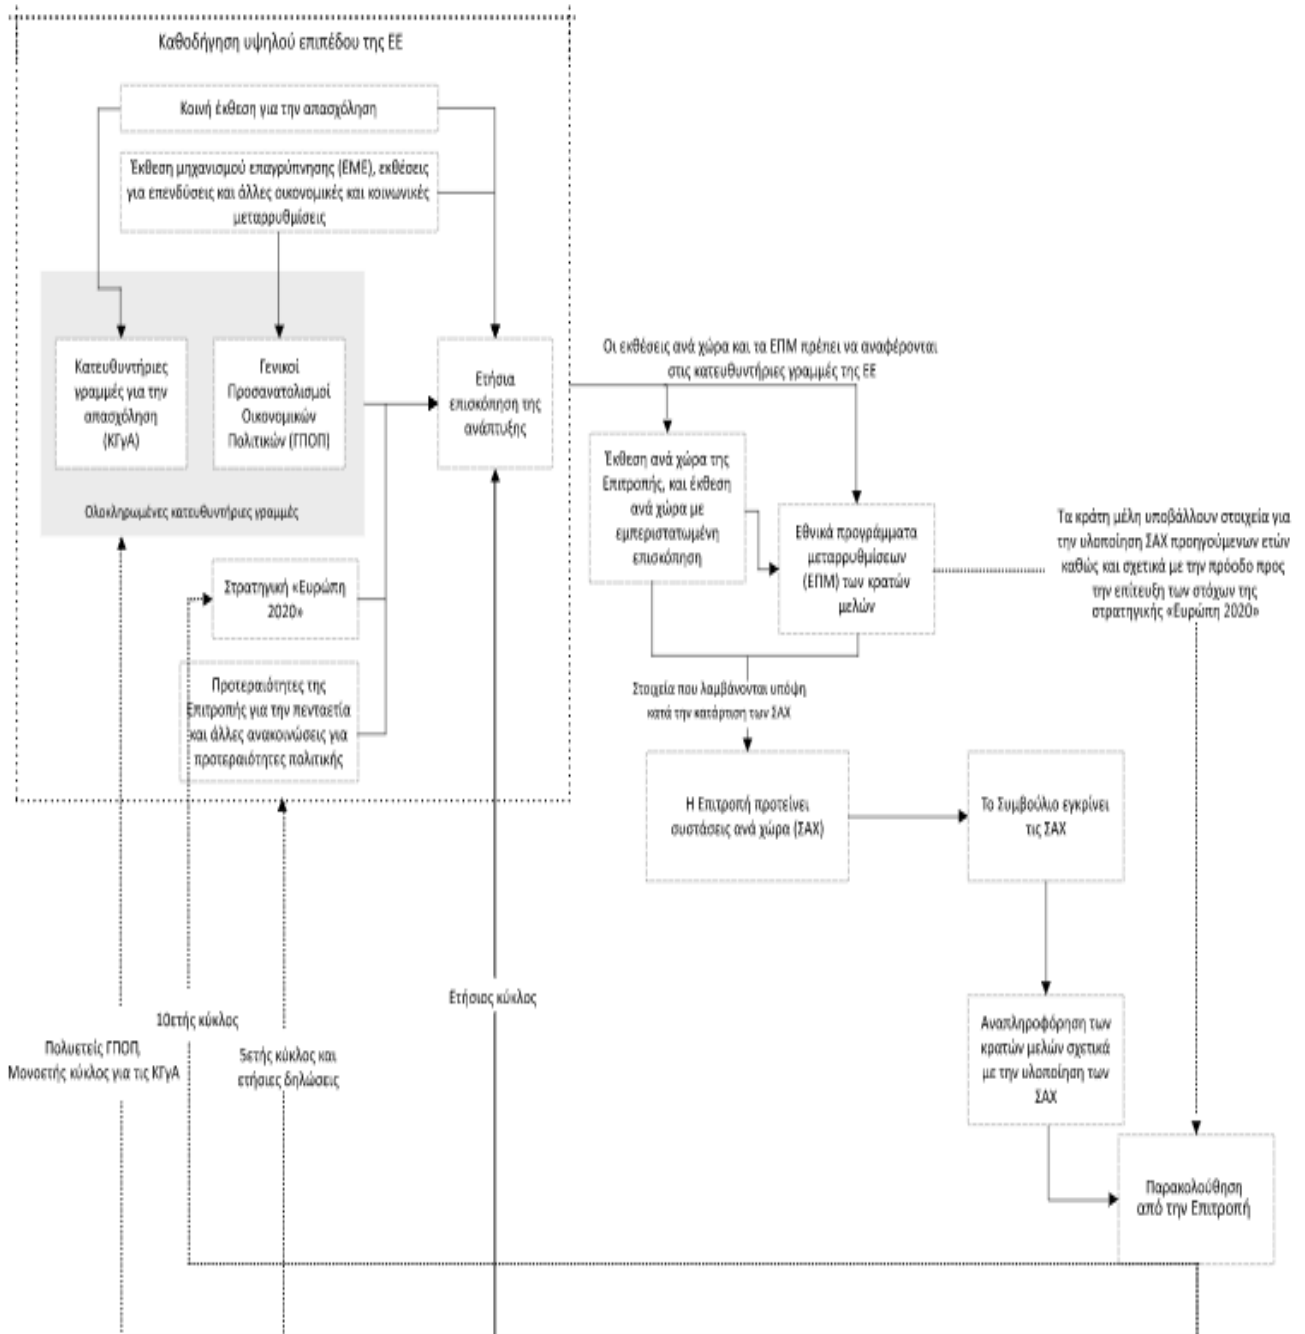 Καθοδήγηση υψηλού επιπέδου της ΕΕ
Κοινή έκθεση για την απασχόληση
Έκθεση μηχανισμού επαγρύπνησης (ΕΜΕ), εκθέσεις
για επενδύσεις και άλλες οικονομικές και κοινωνικές
μεταρρυθμίσεις
Κατευθυντήριες
γραμμές για την
απασχόληση
(ΚΓγΑ)
Γενικοί
Προσανατολισμοί
Οικονομικών
Πολιτικών (ΓΠΟΠ)
Ολοκληρωμένες κατευθυντήριες γραμμές
Ετήσια
επισκόπηση της
ανάπτυξης
Στρατηγική «Ευρώπη
2020»
Προτεραιότητες της
Επιτροπής για την πενταετία
και άλλες ανακοινώσεις για
προτεραιότητες πολιτικής
Οι εκθέσεις ανά χώρα και τα ΕΠΜ πρέπει να αναφέρονται
στις κατευθυντήριες γραμμές της ΕΕ
Έκθεση ανά χώρα της
Επιτροπής, και έκθεση
ανά χώρα με
εμπεριστατωμένη
επισκόπηση
Εθνικά προγράμματα
μεταρρυθμίσεων
(ΕΠΜ) των κρατών
μελών
Τα κράτη μέλη υποβάλλουν στοιχεία για
την υλοποίηση ΣΑΧ προηγούμενων ετών
καθώς και σχετικά με την πρόοδο προς
την επίτευξη των στόχων της
στρατηγικής «Ευρώπη 2020»
Στοιχεία που λαμβάνονται υπόψη
κατά την κατάρτιση των ΣΑΧ
Η Επιτροπή προτείνει
συστάσεις ανά χώρα (ΣΑΧ)
Το Συμβούλιο εγκρίνει
τις ΣΑΧ
Αναπληροφόρηση των
κρατών μελών σχετικά
με την υλοποίηση των
ΣΑΧ
Παρακολούθηση
από την Επιτροπή
Πολυετείς ΓΠΟΠ,
Μονοετής κύκλος για τις ΚΓγΑ
10ετής κύκλος
5ετής κύκλος και
ετήσιες δηλώσεις
Ετήσιος κύκλος